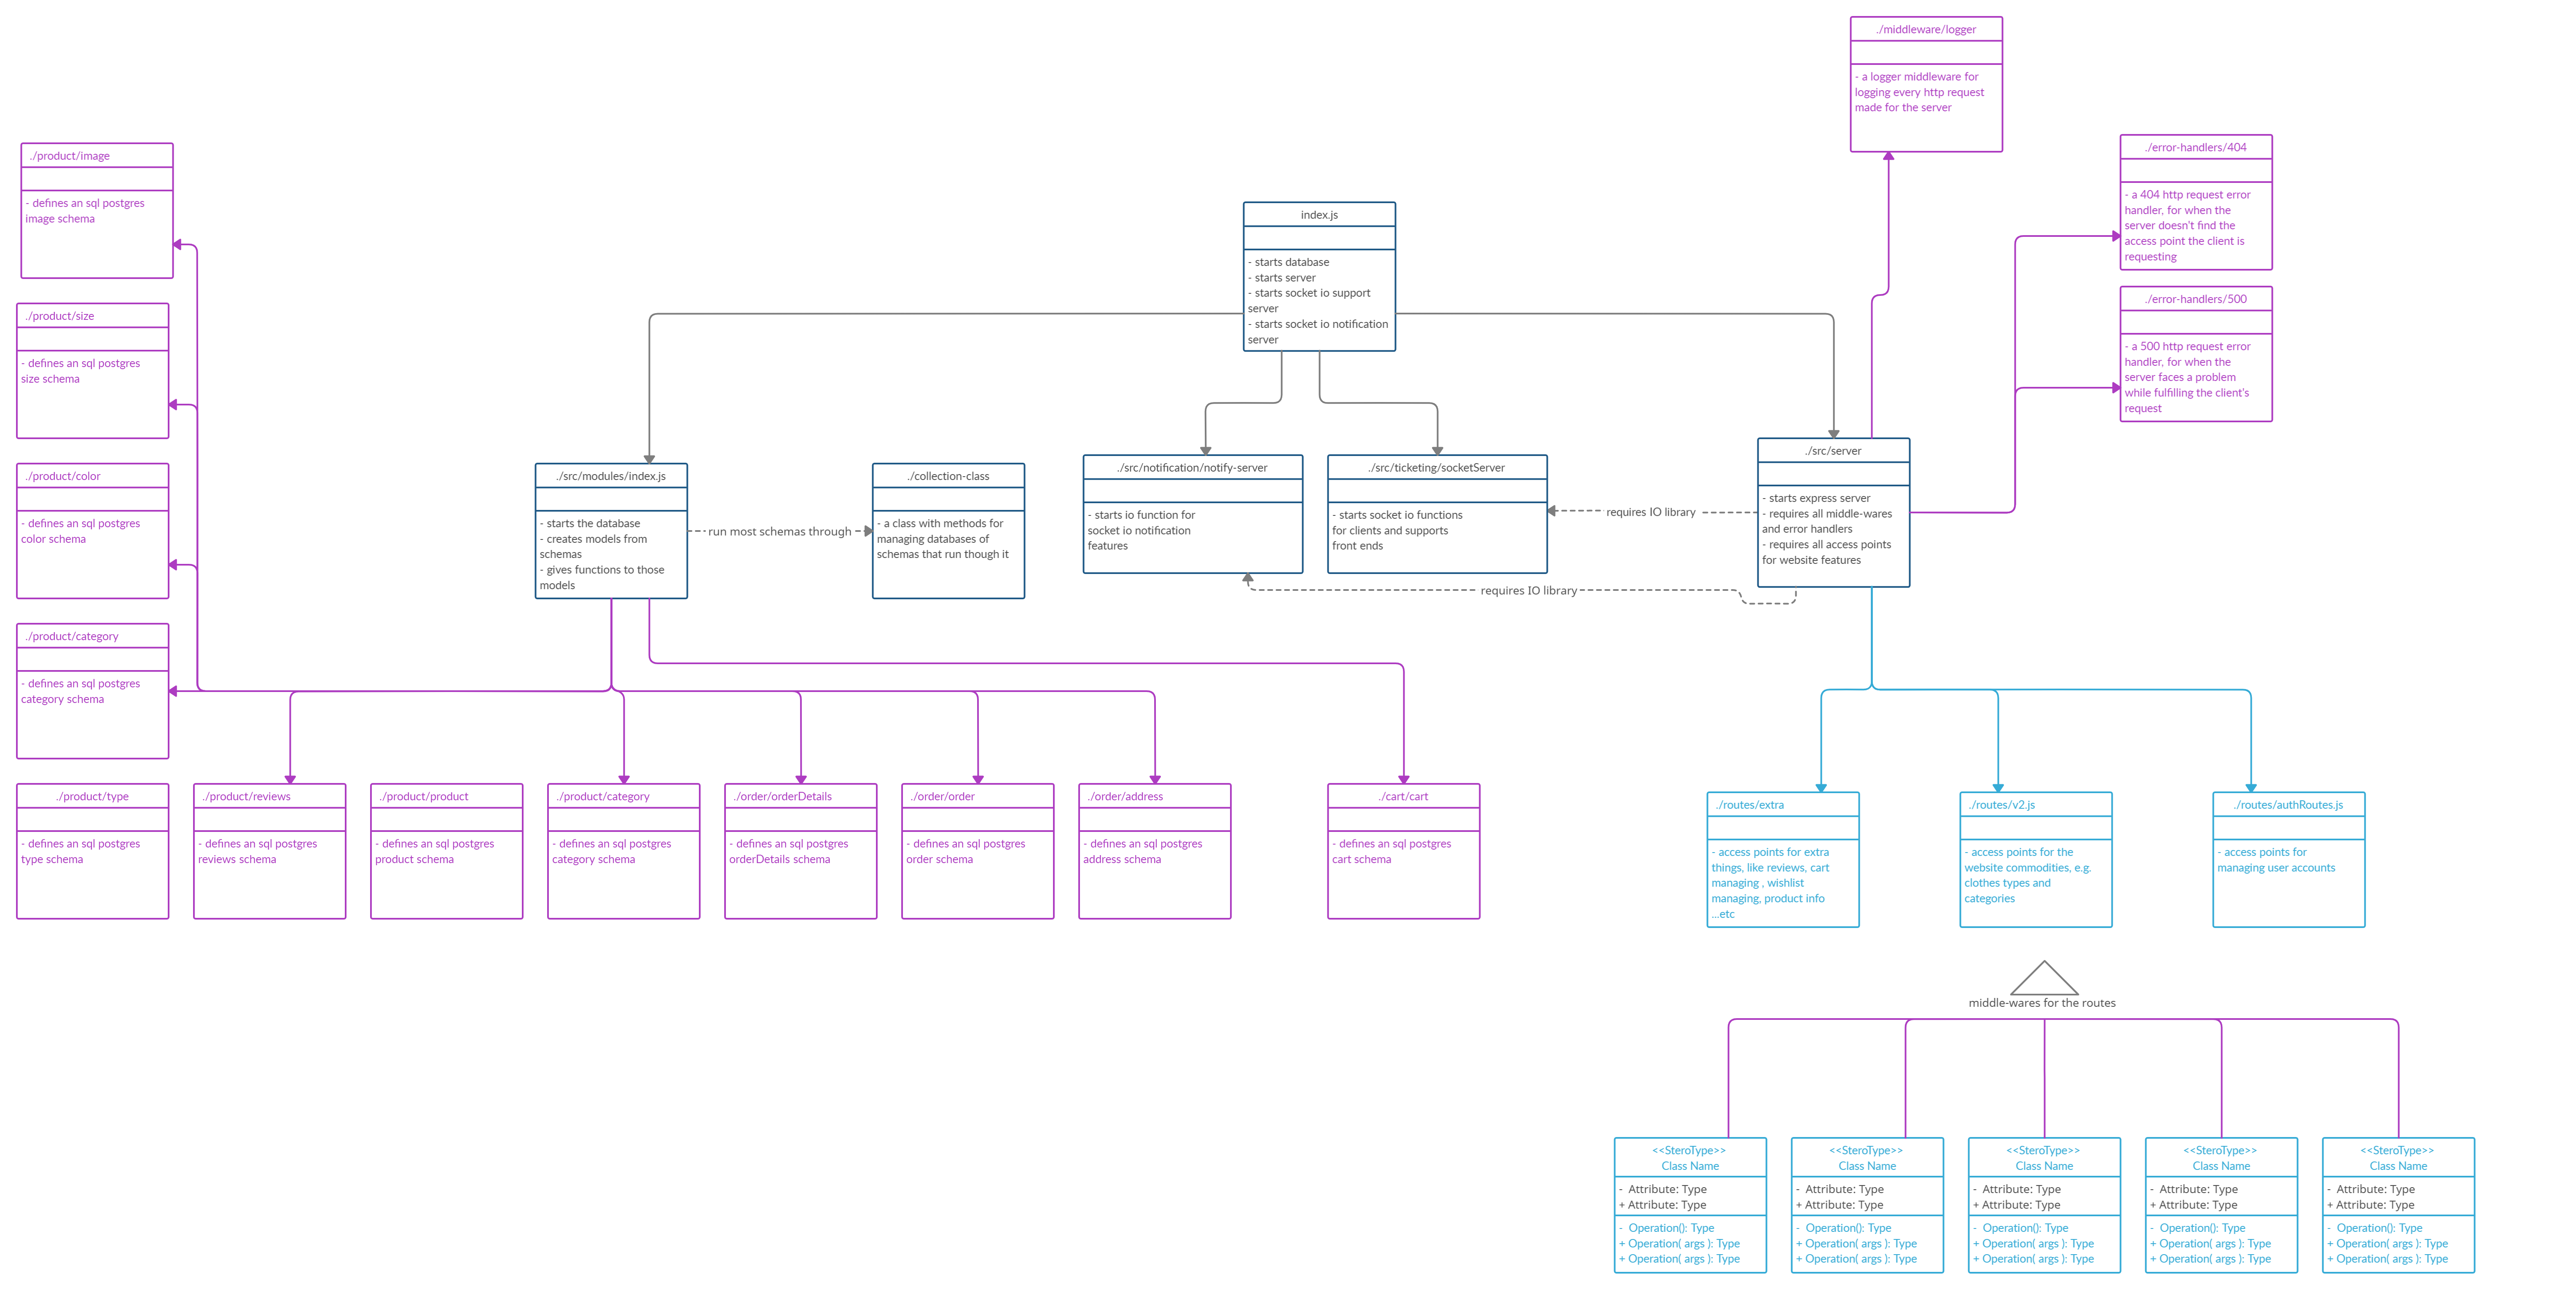 ./middleware/logger
- a logger middleware for
logging every http request
made for the server
./product/image
- defines an sql postgres
image schema
./error-handlers/404
- a 404 http request error
handler, for when the
server doesn't find the
access point the client is
requesting
index.js
- starts database
- starts server
- starts socket io support
server
- starts socket io notification
server
./product/size
- defines an sql postgres
size schema
./error-handlers/500
- a 500 http request error
handler, for when the
server faces a problem
while fulfilling the client's
request
./product/color
- defines an sql postgres
color schema
./src/modules/index.js
- starts the database
- creates models from
schemas
- gives functions to those
models
run most schemas through
./collection-class
- a class with methods for
managing databases of
schemas that run though it
./src/notification/notify-server
- starts io function for
socket io notification
features
./src/ticketing/socketServer
- starts socket io functions
for clients and supports
front ends
requires IO library
./src/server
- starts express server
- requires all middle-wares
and error handlers
- requires all access points
for website features
requires IO library
./product/category
- defines an sql postgres
category schema
./product/type
- defines an sql postgres
type schema
./product/reviews
- defines an sql postgres
reviews schema
./product/product
- defines an sql postgres
product schema
./product/category
- defines an sql postgres
category schema
./order/orderDetails
- defines an sql postgres
orderDetails schema
./order/order
- defines an sql postgres
order schema
./order/address
- defines an sql postgres
address schema
./cart/cart
- defines an sql postgres
cart schema
./routes/extra
- access points for extra
things, like reviews, cart
managing , wishlist
managing, product info
...etc
./routes/v2.js
- access points for the
website commodities, e.g.
clothes types and
categories
./routes/authRoutes.js
- access points for
managing user accounts
middle-wares for the routes
<<SteroType>>
Class Name
- Attribute: Type
+ Attribute: Type
- Operation(): Type
+ Operation( args ): Type
+ Operation( args ): Type
<<SteroType>>
Class Name
- Attribute: Type
+ Attribute: Type
- Operation(): Type
+ Operation( args ): Type
+ Operation( args ): Type
<<SteroType>>
Class Name
- Attribute: Type
+ Attribute: Type
- Operation(): Type
+ Operation( args ): Type
+ Operation( args ): Type
<<SteroType>>
Class Name
- Attribute: Type
+ Attribute: Type
- Operation(): Type
+ Operation( args ): Type
+ Operation( args ): Type
<<SteroType>>
Class Name
- Attribute: Type
+ Attribute: Type
- Operation(): Type
+ Operation( args ): Type
+ Operation( args ): Type